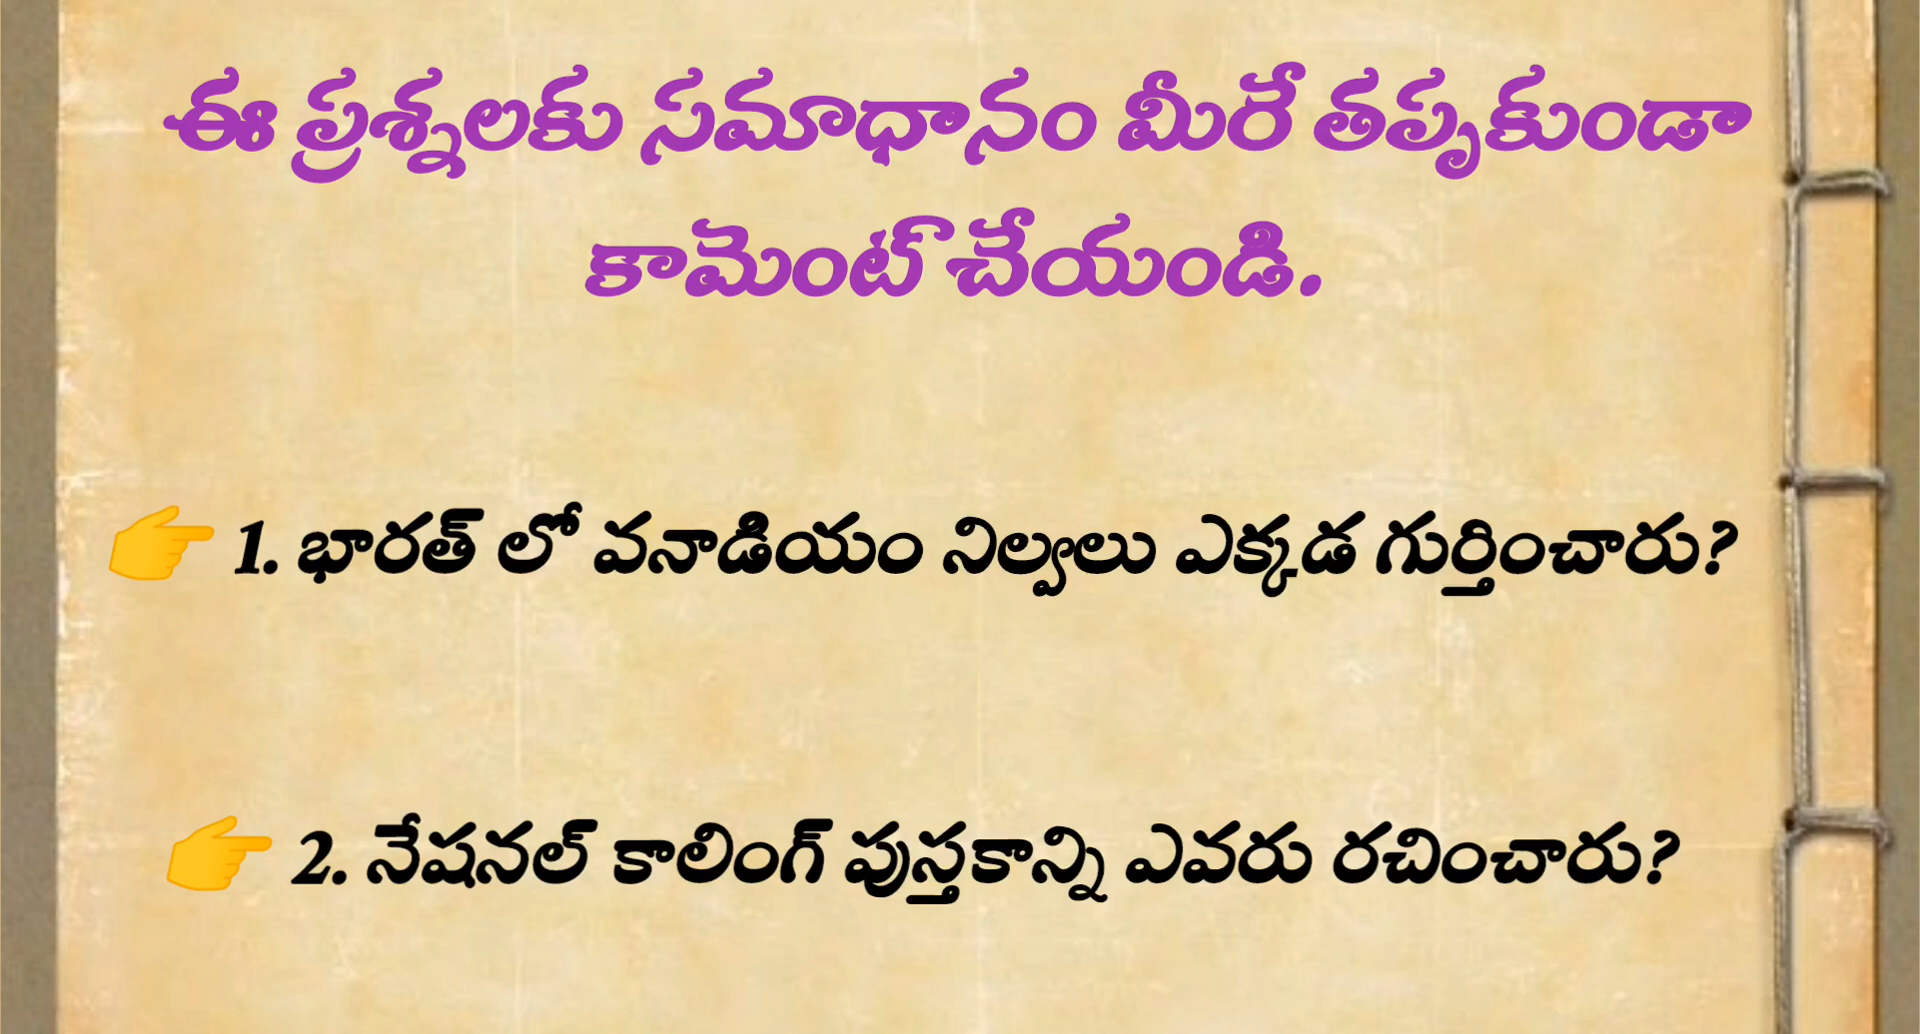 ఈ ప్రశ్నలకు సమాధానం మీరే తప్పకుండా
కామెంట్ చేయండి.
👉 1. భారత్ లో వనాడియం నిల్వలు ఎక్కడ గుర్తించారు?
👉 2. నేషనల్ కాలింగ్ పుస్తకాన్ని ఎవరు రచించారు?